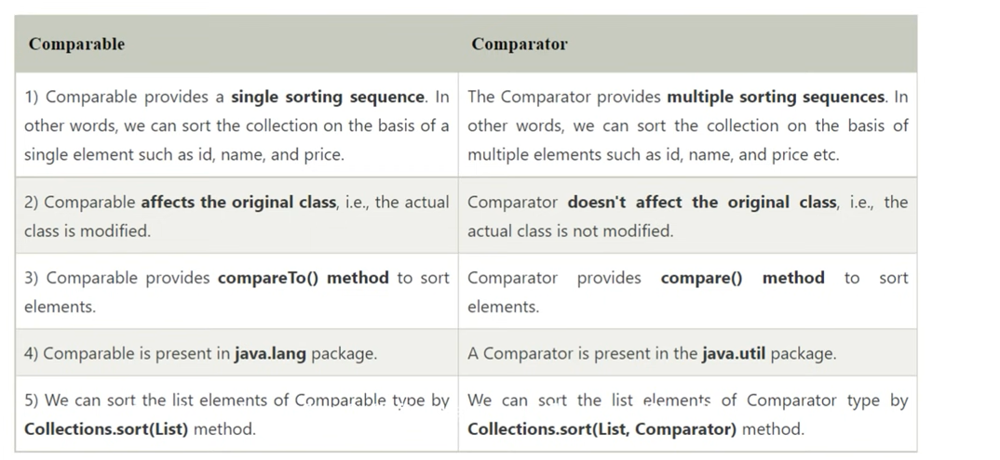 Comparable
Comparator
1) Comparable provides a single sorting sequence. In
other words, we can sort the collection on the basis of a
single element such as id, name, and price.
The Comparator provides multiple sorting sequences. In
other words, we can sort the collection on the basis of
multiple elements such as id, name, and price etc.
2) Comparable affects the original class, i.e., the actual
class is modified.
Comparator doesn't affect the original class, i.e., the
actual class is not modified.
3) Comparable provides compareTo() method to sort
elements.
Comparator provides compare() method to sort
elements.
4) Comparable is present in java.lang package.
A Comparator is present in the java.util package.
5) We can sort the list elements of Comparable type by
Collections.sort(List) method.
We can sort the list elements of Comparator type by
Collections.sort(List, Comparator) method.